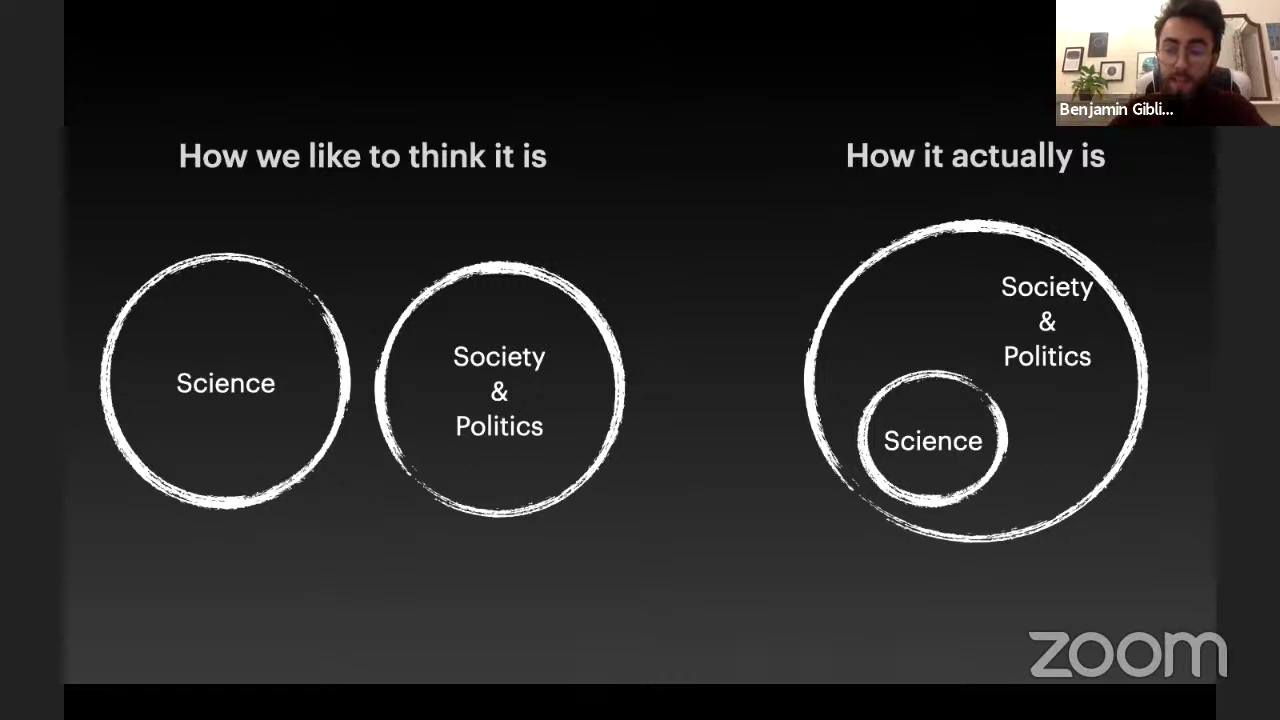 Benjamin Gibli...
How we like to think it is
How it actually is
Science
Society
&
Politics
Society
&
Politics
Science
zoom